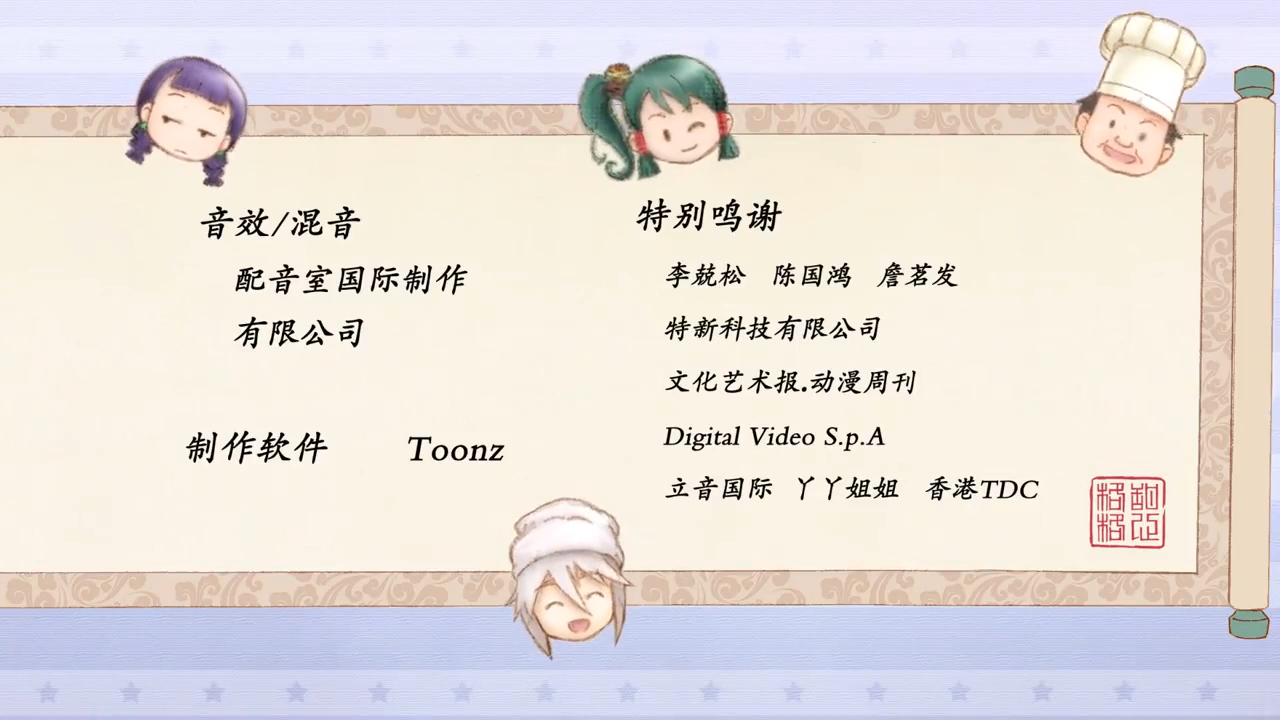 音效/混音
配音室国际制作
有限公司
制作软件 Toonz
特别鸣谢
李兢松 陈国鸿 詹茗发
特新科技有限公司
文化艺术报.动漫周刊
Digital Video S.p.A
立音国际 丫丫姐姐 香港TDC